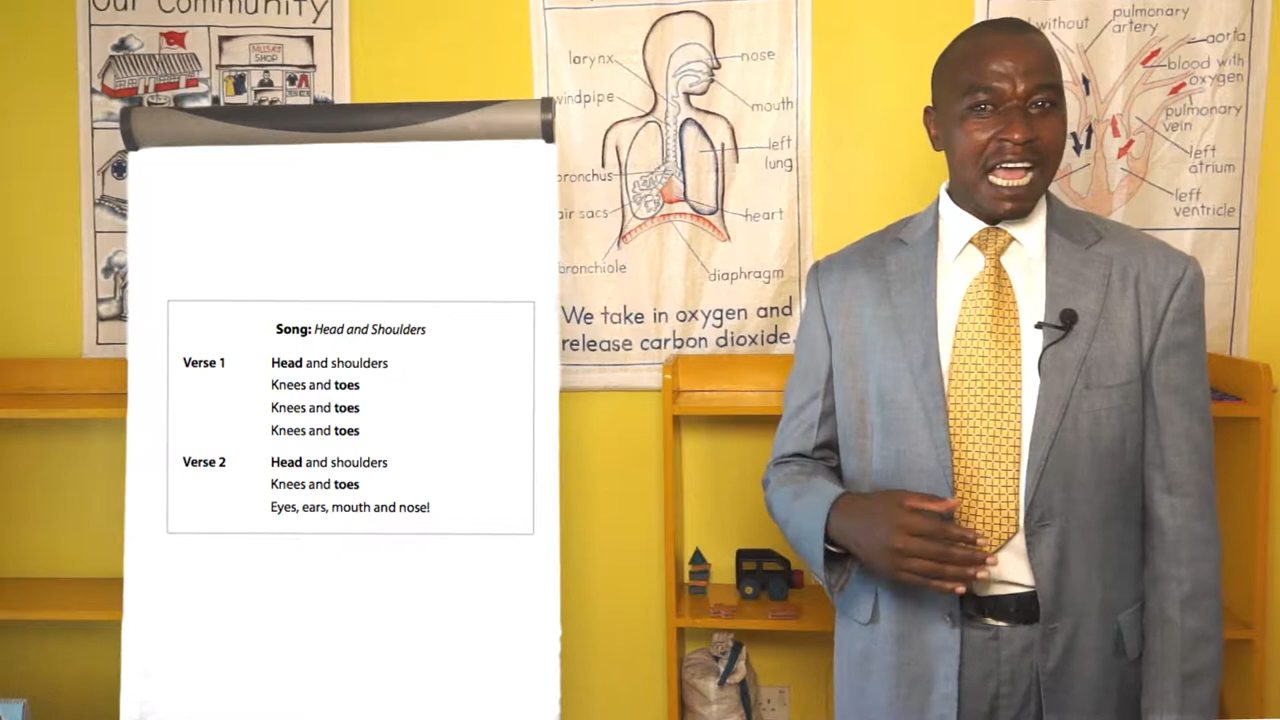 Our Community
MUSA'S
SHOP
larynx
nose
windpipe
mouth
left
lung
bronchus
air sacs
heart
bronchiole
diaphragm
We take in oxygen and
release carbon dioxide.
without
pulmonary
artery
aorta
blood with
oxygen
pulmonary
vein
left
atrium
left
ventricle
Song: Head and Shoulders
Verse 1 Head and shoulders
Knees and toes
Knees and toes
Knees and toes
Verse 2 Head and shoulders
Knees and toes
Eyes, ears, mouth and nose!